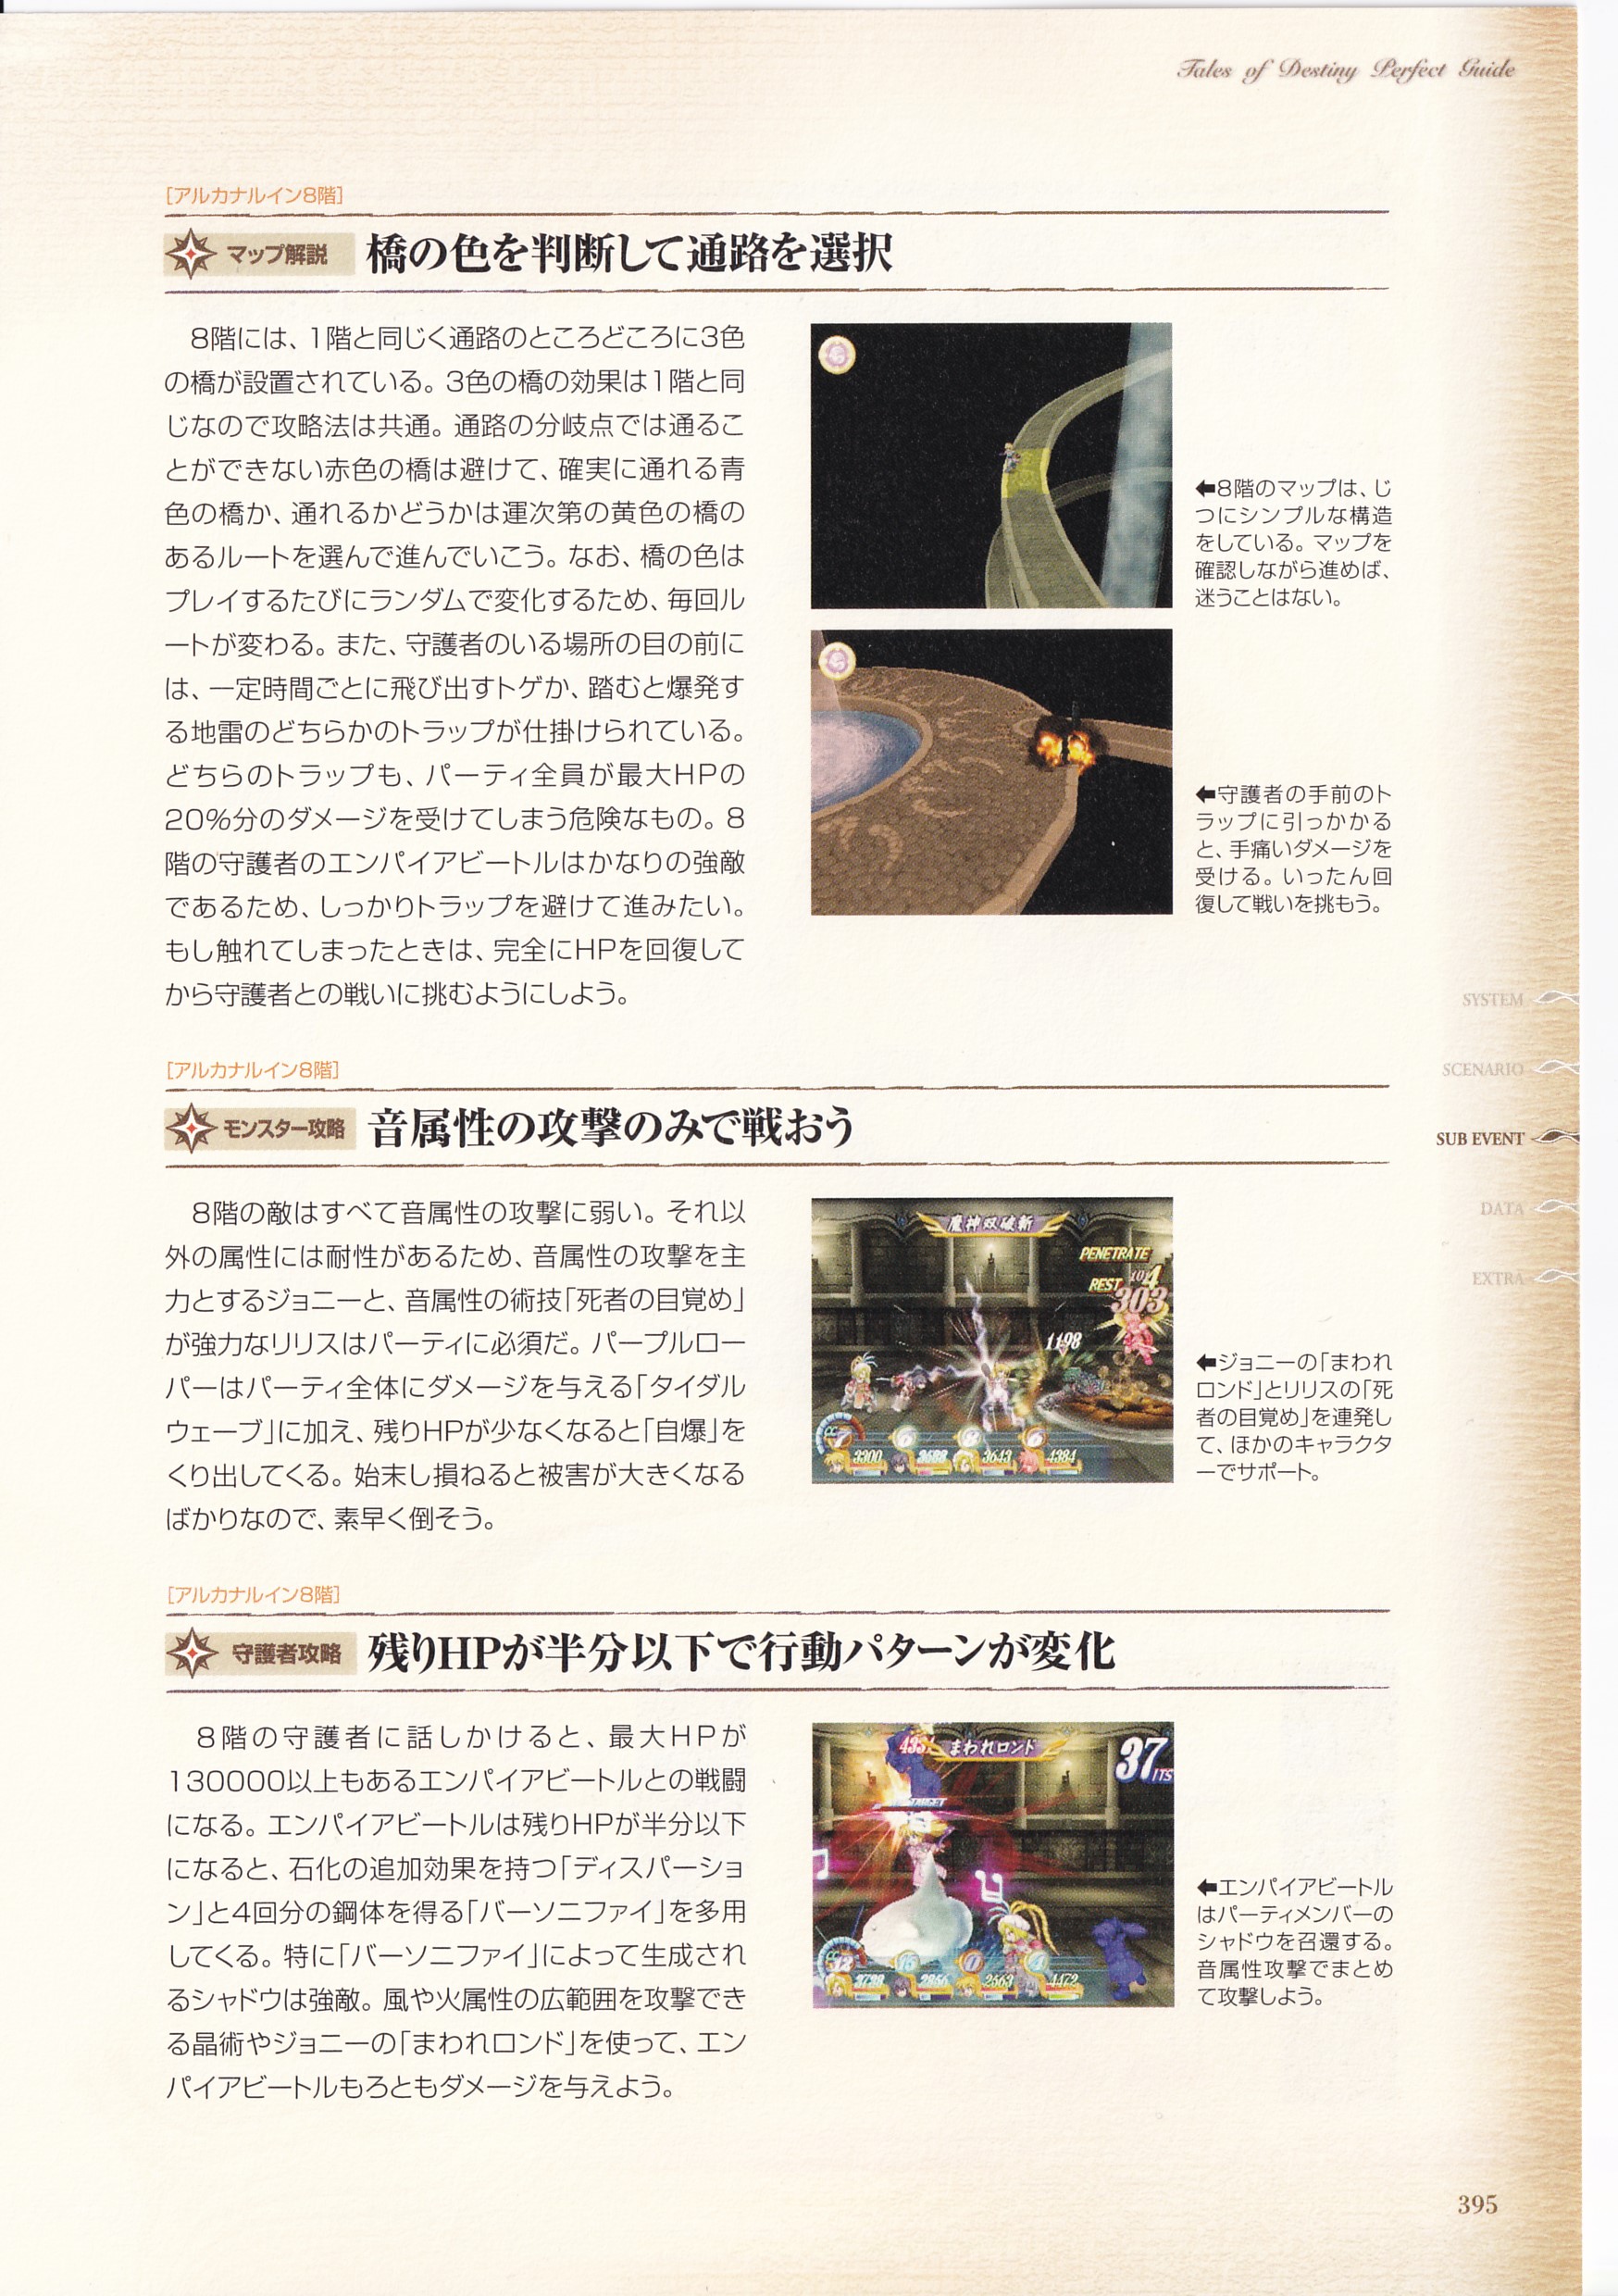 Tales of Destiny Perfect Guide
[アルカナルイン8階]
マップ解説 橋の色を判断して通路を選択
8階には、1階と同じく通路のところどころに3色
の橋が設置されている。3色の橋の効果は1階と同
じなので攻略法は共通。通路の分岐点では通るこ
とができない赤色の橋は避けて、確実に通れる青
色の橋か、通れるかどうかは運次第の黄色の橋の
あるルートを選んで進んでいこう。なお、橋の色は
プレイするたびにランダムで変化するため、毎回ル
ートが変わる。また、守護者のいる場所の目の前に
は、一定時間ごとに飛び出すトゲか、踏むと爆発す
る地雷のどちらかのトラップが仕掛けられている。
どちらのトラップも、パーティ全員が最大HPの
20%分のダメージを受けてしまう危険なもの。8
階の守護者のエンパイアビートルはかなりの強敵
であるため、しっかりトラップを避けて進みたい。
もし触れてしまったときは、完全にHPを回復して
から守護者との戦いに挑むようにしよう。
←8階のマップは、じ
つにシンプルな構造
をしている。マップを
確認しながら進めば、
迷うことはない。
←守護者の手前のト
ラップに引っかかる
と、手痛いダメージを
受ける。いったん回
復して戦いを挑もう。
SYSTEM
SCENARIO
SUB EVENT
DATA
EXTRA
[アルカナルイン8階]
モンスター攻略 音属性の攻撃のみで戦おう
8階の敵はすべて音属性の攻撃に弱い。それ以
外の属性には耐性があるため、音属性の攻撃を主
力とするジョニーと、音属性の術技「死者の目覚め」
が強力なリリスはパーティに必須だ。パープルロー
パーはパーティ全体にダメージを与える「タイダル
ウェーブ」に加え、残りHPが少なくなると「自爆」を
くり出してくる。始末し損ねると被害が大きくなる
ばかりなので、素早く倒そう。
魔神双破斬
PENETRATE
REST 104
303
1198
3300 3588 3643 4384
←ジョニーの「まわれ
ロンド」とリリスの「死
者の目覚め」を連発し
て、ほかのキャラクタ
ーでサポート。
[アルカナルイン8階]
守護者攻略 残りHPが半分以下で行動パターンが変化
8階の守護者に話しかけると、最大HPが
130000以上もあるエンパイアビートルとの戦闘
になる。エンパイアビートルは残りHPが半分以下
になると、石化の追加効果を持つ「ディスパーショ
ン」と4回分の鋼体を得る「パーソニファイ」を多用
してくる。特に「パーソニファイ」によって生成され
るシャドウは強敵。風や火属性の広範囲を攻撃でき
る晶術やジョニーの「まわれロンド」を使って、エン
パイアビートルもろともダメージを与えよう。
まわれロンド
37
2663 4472
←エンパイアビートル
はパーティメンバーの
シャドウを召還する。
音属性攻撃でまとめ
て攻撃しよう。
395